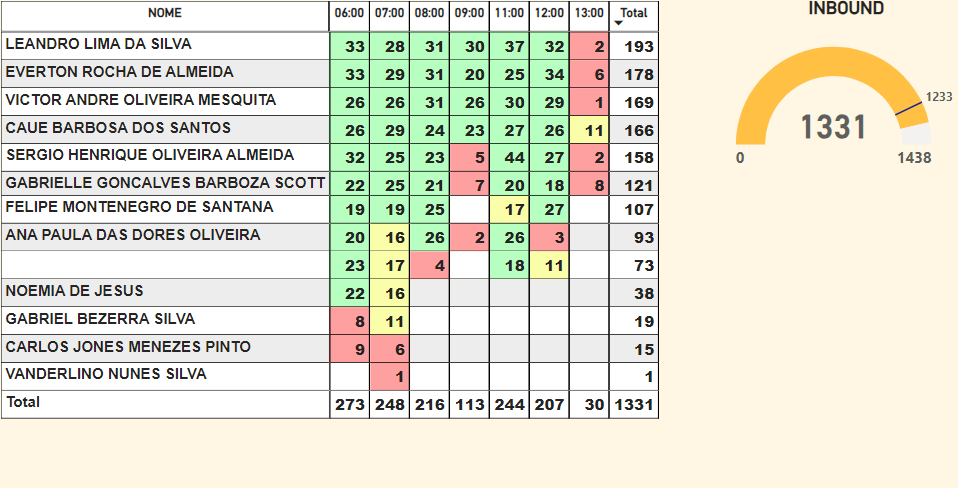 NOME 06:00 07:00 08:00 09:00 11:00 12:00 13:00 Total
LEANDRO LIMA DA SILVA 33 28 31 30 37 32 2 193
EVERTON ROCHA DE ALMEIDA 33 29 31 20 25 34 6 178
VICTOR ANDRE OLIVEIRA MESQUITA 26 26 31 26 30 29 1 169
CAUE BARBOSA DOS SANTOS 26 29 24 23 27 26 11 166
SERGIO HENRIQUE OLIVEIRA ALMEIDA 32 25 23 5 44 27 2 158
GABRIELLE GONCALVES BARBOZA SCOTT 22 25 21 7 20 18 8 121
FELIPE MONTENEGRO DE SANTANA 19 19 25 17 27 107
ANA PAULA DAS DORES OLIVEIRA 20 16 26 2 26 3 93
23 17 4 18 11 73
NOEMIA DE JESUS 22 16 38
GABRIEL BEZERRA SILVA 8 11 19
CARLOS JONES MENEZES PINTO 9 6 15
VANDERLINO NUNES SILVA 1 1
Total 273 248 216 113 244 207 30 1331
INBOUND
1233
1331
0 1438